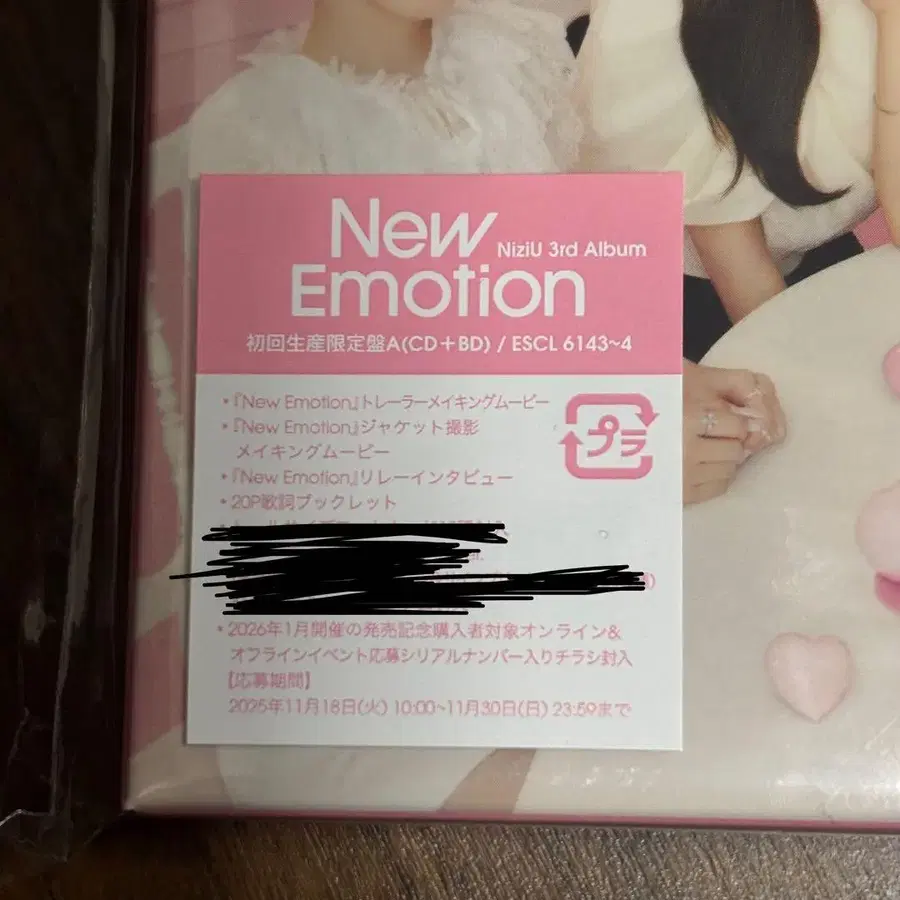 New
NiziU 3rd Album
Emotion
初回生産限定盤A(CD＋BD) / ESCL 6143~4
•『New Emotion』トレーラーメイキングムービー
•『New Emotion』ジャケット撮影
メイキングムービー
•『New Emotion』リレーインタビュー
•20P歌詞ブックレット
プラ
•2026年1月開催の発売記念購入者対象オンライン&
オフラインイベント応募シリアルナンバー入りチラシ封入
【応募期間】
2025年11月18日(火) 10:00~11月30日(日) 23:59まで